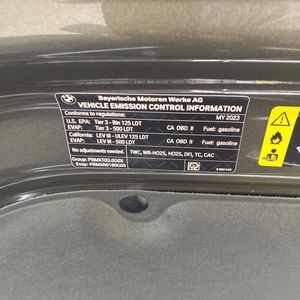 Bayerische Motoren Werke AG
VEHICLE EMISSION CONTROL INFORMATION
Conforms to regulations: MY 2023
U.S. EPA: Tier 3 - Bin 125 LDT CA OBD II Fuel: gasoline
EVAP: Tier 3 - 500 LDT
California: LEV III - ULEV 125 LDT CA OBD II Fuel: gasoline
EVAP: LEV III - 500 LDT
No adjustments needed. TWC, WR-HO2S, HO2S, DFI, TC, CAC
Group:
Evap: